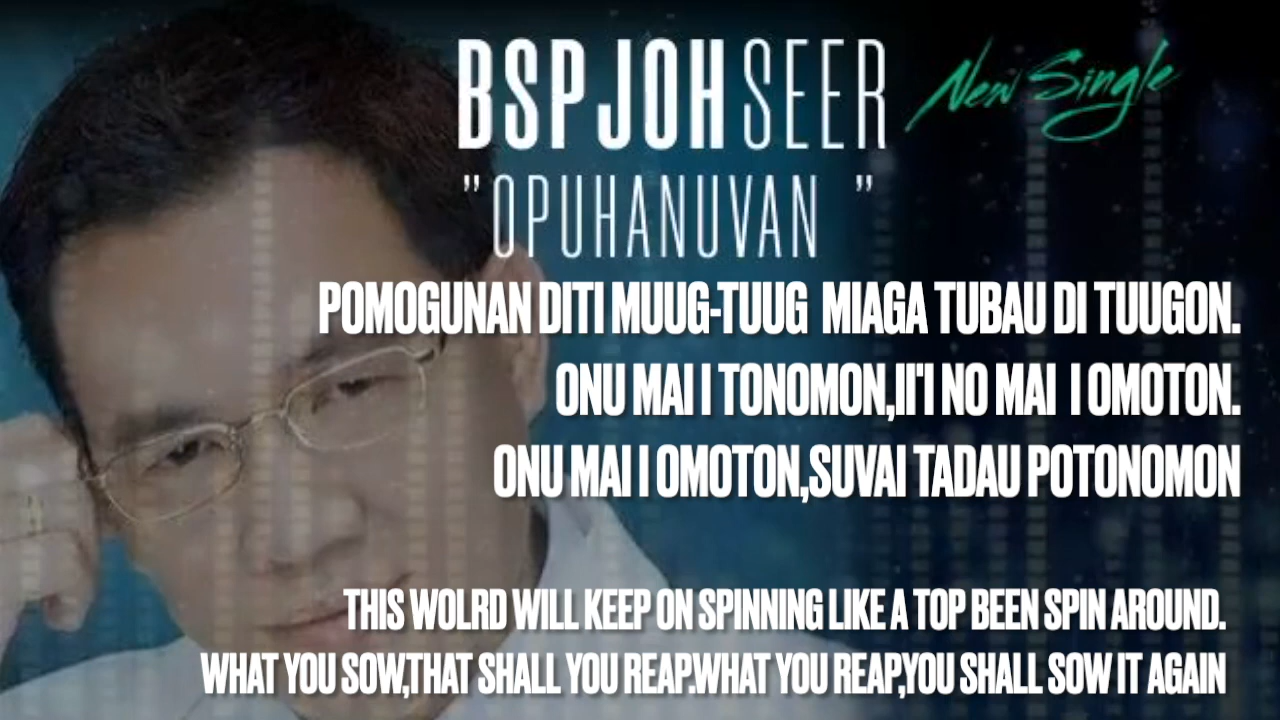 BSPJOHSEER New Single
"OPUHANUVAN "
POMOGUNAN DITI MUUG-TUUG MIAGA TUBAU DI TUUGON.
ONU MAI I TONOMON,II'I NO MAI I OMOTON.
ONU MAI I OMOTON,SUVAI TADAU POTONOMON
THIS WOLRD WILL KEEP ON SPINNING LIKE A TOP BEEN SPIN AROUND.
WHAT YOU SOW,THAT SHALL YOU REAP.WHAT YOU REAP,YOU SHALL SOW IT AGAIN